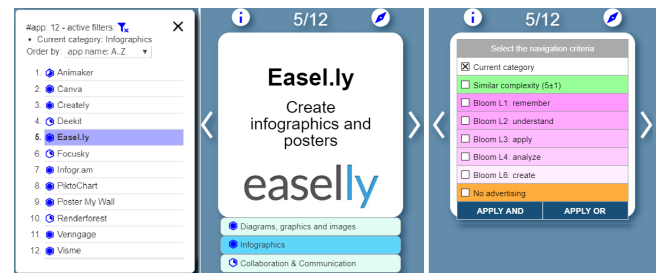 #app: 12 - active filters:
Current category: Infographics
Order by: app name: A..Z
1. Animaker
2. Canva
3. Creately
4. Deekit
5. Easel.ly
6. Focusky
7. Infogr.am
8. PiktoChart
9. Poster My Wall
10. Renderforest
11. Venngage
12. Visme
5/12
Easel.ly
Create
infographics and
posters
easelly
Diagrams, graphics and images
Infographics
Collaboration & Communication
5/12
Select the navigation criteria
Current category
Similar complexity (5±1)
Bloom L1: remember
Bloom L2: understand
Bloom L3: apply
Bloom L4: analyze
Bloom L6: create
No advertising
APPLY AND APPLY OR